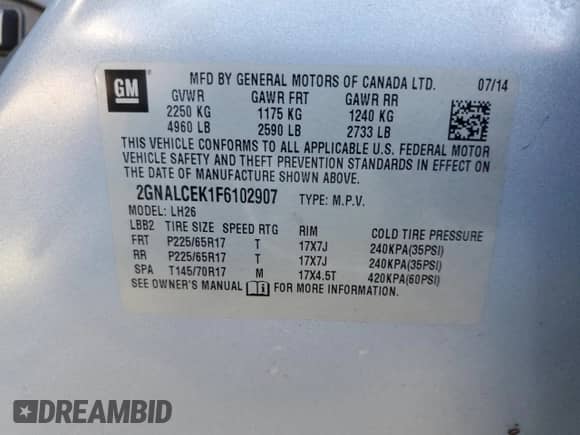 GM
MFD BY GENERAL MOTORS OF CANADA LTD. 07/14
GVWR GAWR FRT GAWR RR
2250 KG 1175 KG 1240 KG
4960 LB 2590 LB 2733 LB
THIS VEHICLE CONFORMS TO ALL APPLICABLE U.S. FEDERAL MOTOR
VEHICLE SAFETY AND THEFT PREVENTION STANDARDS IN EFFECT ON
THE DATE OF MANUFACTURE SHOWN ABOVE.
2GNALCEK1F6102907 TYPE: M.P.V.
MODEL: LH26
LBB2 TIRE SIZE SPEED RTG RIM COLD TIRE PRESSURE
FRT P225/65R17 T 17X7J 240KPA(35PSI)
RR P225/65R17 T 17X7J 240KPA(35PSI)
SPA T145/70R17 M 17X4.5T 420KPA(60PSI)
SEE OWNER'S MANUAL i FOR MORE INFORMATION.
DREAMBID